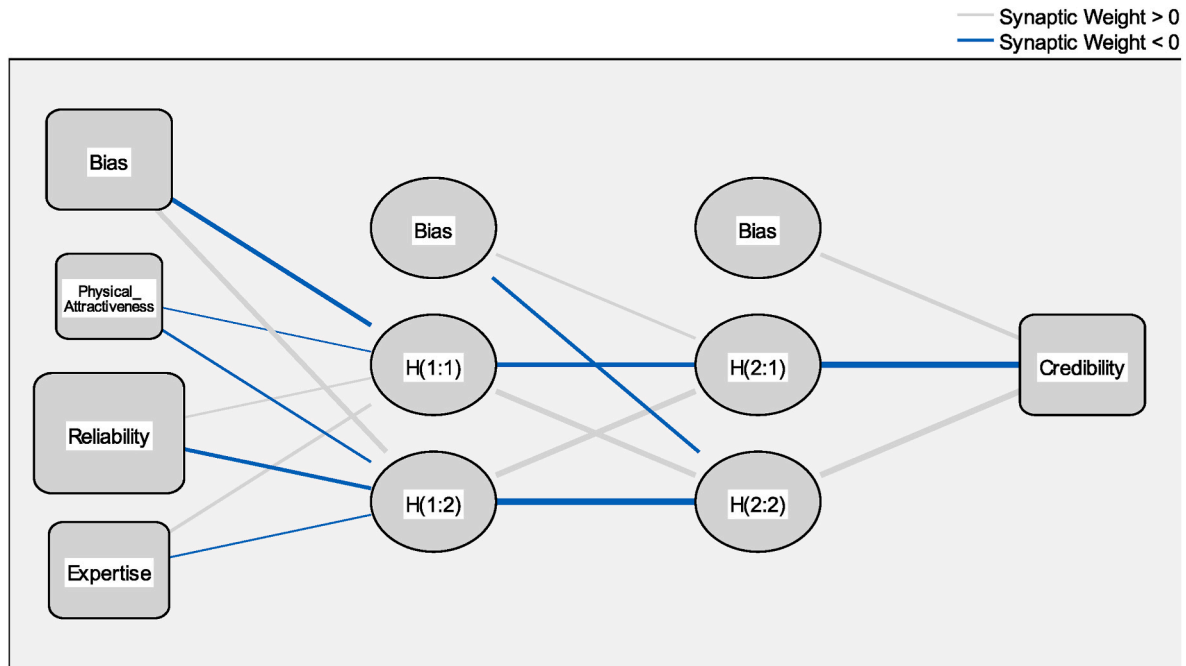 Synaptic Weight > 0
Synaptic Weight < 0
Bias
Physical_
Attractiveness
Reliability
Expertise
Bias
H(1:1)
H(1:2)
Bias
H(2:1)
H(2:2)
Credibility